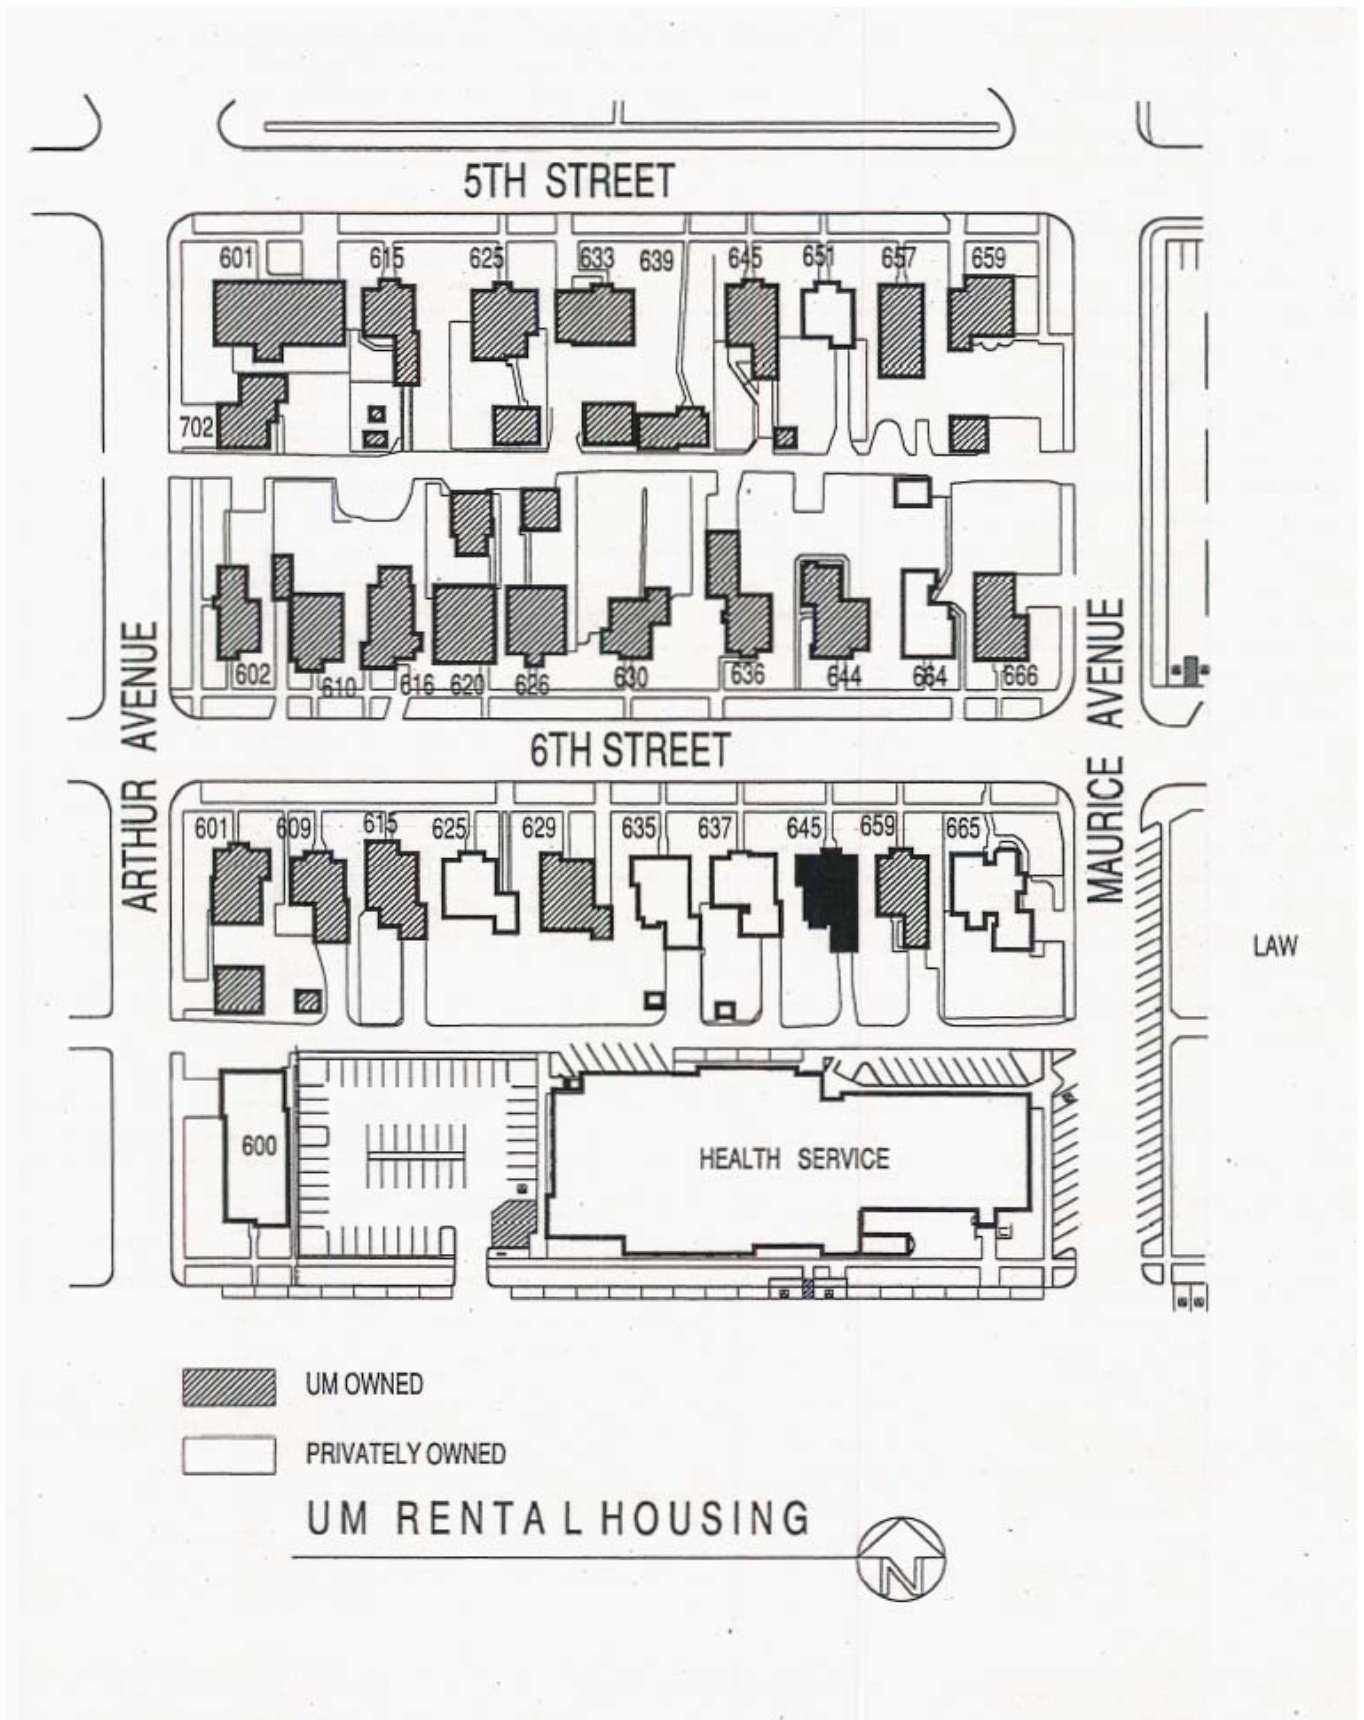 5TH STREET
601 615 625 633 639 645 651 657 659
702
602 610 616 620 626 630 636 644 664 666
ARTHUR AVENUE
MAURICE AVENUE
6TH STREET
601 609 615 625 629 635 637 645 659 665
LAW
600
HEALTH SERVICE
UM OWNED
PRIVATELY OWNED
UM RENTAL HOUSING
N